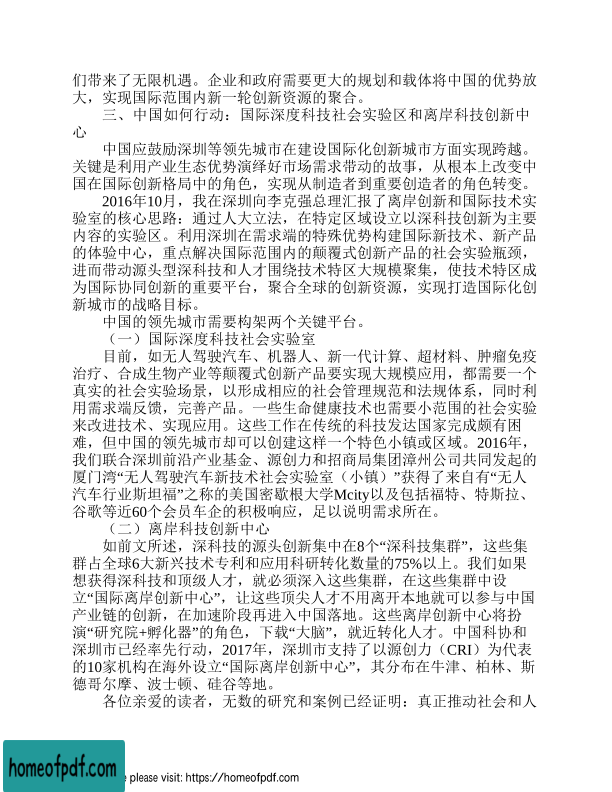 们带来了无限机遇。企业和政府需要更大的规划和载体将中国的优势放
大，实现国际范围内新一轮创新资源的聚合。
三、中国如何行动：国际深度科技社会实验区和离岸科技创新中
心
中国应鼓励深圳等领先城市在建设国际化创新城市方面实现跨越。
关键是利用产业生态优势演绎好市场需求带动的故事，从根本上改变中
国在国际创新格局中的角色，实现从制造者到重要创造者的角色转变。
2016年10月，我在深圳向李克强总理汇报了离岸创新和国际技术实
验室的核心思路：通过人大立法，在特定区域设立以深科技创新为主要
内容的实验区。利用深圳在需求端的特殊优势构建国际新技术、新产品
的体验中心，重点解决国际范围内的颠覆式创新产品的社会实验瓶颈，
进而带动源头型深科技和人才围绕技术特区大规模聚集，使技术特区成
为国际协同创新的重要平台，聚合全球的创新资源，实现打造国际化创
新城市的战略目标。
中国的领先城市需要构架两个关键平台。
（一）国际深度科技社会实验室
目前，如无人驾驶汽车、机器人、新一代计算、超材料、肿瘤免疫
治疗、合成生物产业等颠覆式创新产品要实现大规模应用，都需要一个
真实的社会实验场景，以形成相应的社会管理规范和法规体系，同时利
用需求端反馈，完善产品。一些生命健康技术也需要小范围的社会实验
来改进技术、实现应用。这些工作在传统的科技发达国家完成颇有困
难，但中国的领先城市却可以创建这样一个特色小镇或区域。2016年，
我们联合深圳前沿产业基金、源创力和招商局集团漳州公司共同发起的
厦门湾“无人驾驶汽车新技术社会实验室（小镇）”获得了来自有“无人
汽车行业斯坦福”之称的美国密歇根大学Mcity以及包括福特、特斯拉、
谷歌等近60个会员车企的积极响应，足以说明需求所在。
（二）离岸科技创新中心
如前文所述，深科技的源头创新集中在8个“深科技集群”，这些集
群占全球6大新兴技术专利和应用科研转化数量的75%以上。我们如果
想获得深科技和顶级人才，就必须深入这些集群，在这些集群中设
立“国际离岸创新中心”，让这些顶尖人才不用离开本地就可以参与中国
产业链的创新，在加速阶段再进入中国落地。这些离岸创新中心将扮
演“研究院+孵化器”的角色，下载“大脑”，就近转化人才。中国科协和
深圳市已经率先行动，2017年，深圳市支持了以源创力（CRI）为代表
的10家机构在海外设立“国际离岸创新中心”，其分布在牛津、柏林、斯
德哥尔摩、波士顿、硅谷等地。
各位亲爱的读者，无数的研究和案例已经证明：真正推动社会和人
homeofpdf.com
please visit: https://homeofpdf.com